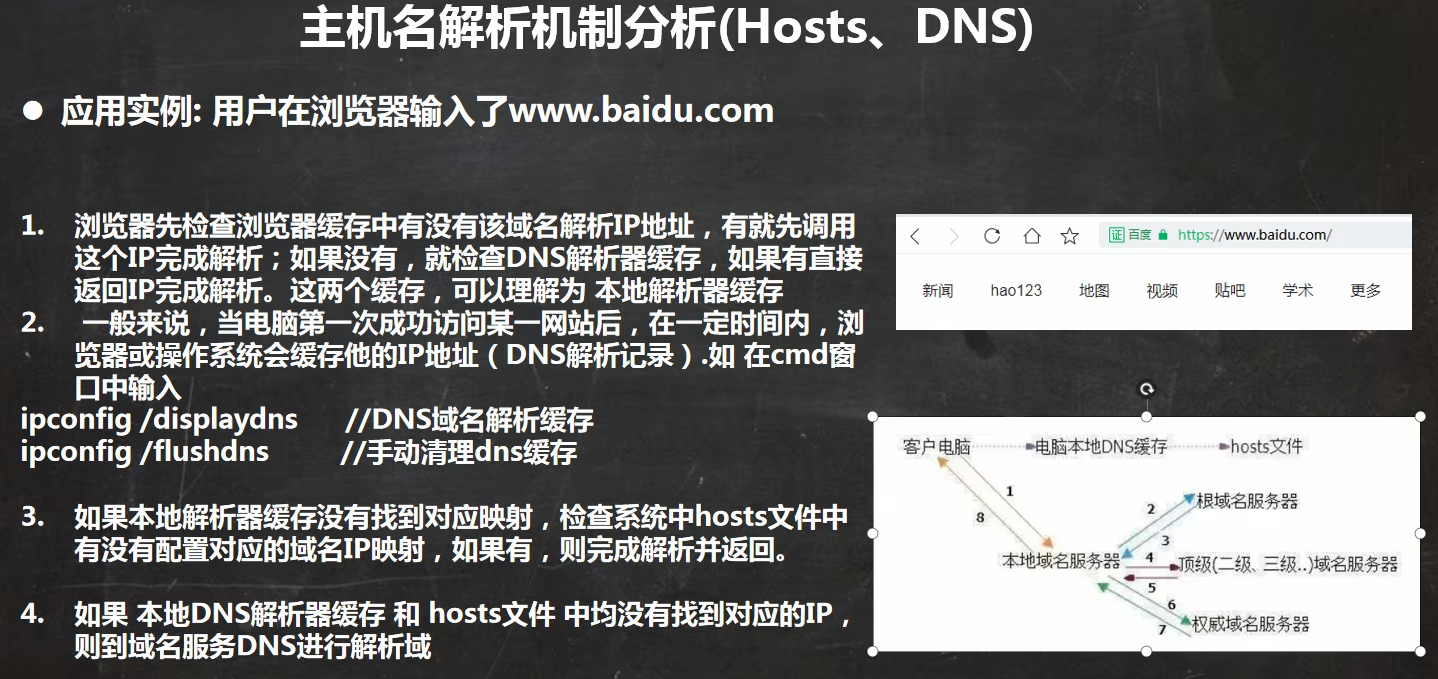 主机名解析机制分析(Hosts、DNS)
● 应用实例: 用户在浏览器输入了www.baidu.com
1. 浏览器先检查浏览器缓存中有没有该域名解析IP地址，有就先调用
这个IP完成解析；如果没有，就检查DNS解析器缓存，如果有直接
返回IP完成解析。这两个缓存，可以理解为 本地解析器缓存
2. 一般来说，当电脑第一次成功访问某一网站后，在一定时间内，浏
览器或操作系统会缓存他的IP地址（DNS解析记录）.如 在cmd窗
口中输入
ipconfig /displaydns //DNS域名解析缓存
ipconfig /flushdns //手动清理dns缓存
3. 如果本地解析器缓存没有找到对应映射，检查系统中hosts文件中
有没有配置对应的域名IP映射，如果有，则完成解析并返回。
4. 如果 本地DNS解析器缓存 和 hosts文件 中均没有找到对应的IP，
则到域名服务DNS进行解析域
证 百度 https://www.baidu.com/
新闻 hao123 地图 视频 贴吧 学术 更多
客户电脑 电脑本地DNS缓存 hosts文件
1
8
2
根域名服务器
3
本地域名服务器
4
顶级(二级、三级..)域名服务器
5
6
7
权威域名服务器